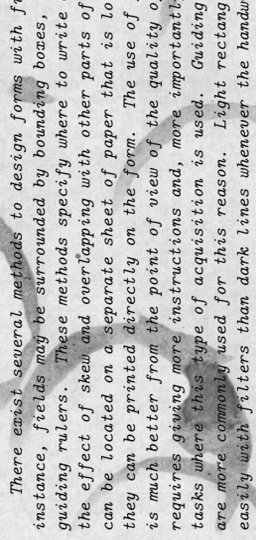 There exist several methods to design forms with
instance, fields may be surrounded by bounding boxes,
guiding rulers. These methods specify where to write
the effect of skew and overlapping with other parts of
can be located on a separate sheet of paper that is
they can be printed directly on the form. The use of
is much better from the point of view of the quality
requires giving more instructions and, more
tasks where this type of acquisition is used. Guiding
are more commonly used for this reason. Light
easily with filters than dark lines whenever the